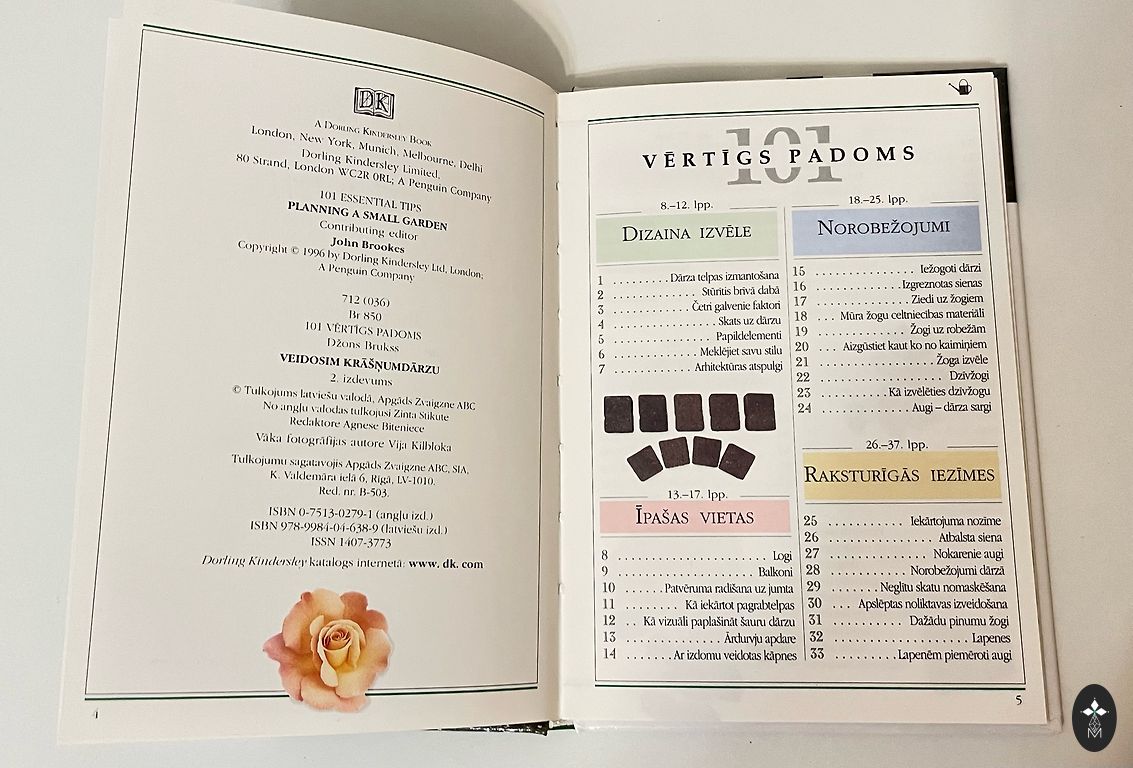 DK
A Dorling Kindersley Book
London, New York, Munich, Melbourne, Delhi
Dorling Kindersley Limited,
80 Strand, London WC2R 0RL; A Penguin Company
101 ESSENTIAL TIPS
PLANNING A SMALL GARDEN
Contributing editor
John Brookes
Copyright © 1996 by Dorling Kindersley Ltd, London;
A Penguin Company
712 (036)
Br 850
101 VĒRTĪGS PADOMS
Džons Brukss
VEIDOSIM KRĀŠŅUMDĀRZU
2. izdevums
© Tulkojums latviešu valodā, Apgāds Zvaigzne ABC
No angļu valodas tulkojusi Zinta Stikute
Redaktore Agnese Biteniece
Vāka fotogrāfijas autore Vija Kilbloka
Tulkojumu sagatavojis Apgāds Zvaigzne ABC, SIA,
K. Valdemāra ielā 6, Rīgā, LV-1010.
Red. nr. B-503.
ISBN 0-7513-0279-1 (angļu izd.)
ISBN 978-9984-04-638-9 (latviešu izd.)
ISSN 1407-3773
Dorling Kindersley katalogs internetā: www. dk. com
4
101
VĒRTĪGS PADOMS
8.–12. lpp.
DIZAINA IZVĒLE
1 . . . . . . . . . Dārza telpas izmantošana
2 . . . . . . . . . . . . . Stūrītis brīvā dabā
3 . . . . . . . . . . . . Četri galvenie faktori
4 . . . . . . . . . . . . . . . . Skats uz dārzu
5 . . . . . . . . . . . . . . . . Papildelementi
6 . . . . . . . . . . . . . Meklējiet savu stilu
7 . . . . . . . . . . . . Arhitektūras atspulgi
13.–17. lpp.
ĪPAŠAS VIETAS
8 . . . . . . . . . . . . . . . . . . . . . . . . . Logi
9 . . . . . . . . . . . . . . . . . . . . . . Balkoni
10 . . . . . . Patvēruma radīšana uz jumta
11 . . . . . . . . . Kā iekārtot pagrabtelpas
12 . . Kā vizuāli paplašināt šauru dārzu
13 . . . . . . . . . . . . . . . Ārdurvju apdare
14 . . . . . . . Ar izdomu veidotas kāpnes
18.–25. lpp.
NOROBEŽOJUMI
15 . . . . . . . . . . . . . . Iežogoti dārzi
16 . . . . . . . . . . . . Izgreznotas sienas
17 . . . . . . . . . . . . . Ziedi uz žogiem
18 . . . Mūra žogu celtniecības materiāli
19 . . . . . . . . . . . . . Žogi uz robežām
20 . . . Aizgūstiet kaut ko no kaimiņiem
21 . . . . . . . . . . . . . . . . . Žoga izvēle
22 . . . . . . . . . . . . . . . . . . . Dzīvžogi
23 . . . . . . . . . . . Kā izvēlēties dzīvžogu
24 . . . . . . . . . . . . . . Augi – dārza sargi
26.–37. lpp.
RAKSTURĪGĀS IEZĪMES
25 . . . . . . . . . . . Iekārtojuma nozīme
26 . . . . . . . . . . . . . . . . Atbalsta siena
27 . . . . . . . . . . . . . . . Nokarenie augi
28 . . . . . . . . . . . Norobežojumi dārzā
29 . . . . . . . Neglītu skatu nomaskēšana
30 . . . Apslēptas noliktavas izveidošana
31 . . . . . . . . . . . Dažādu pinumu žogi
32 . . . . . . . . . . . . . . . . . . . . . Lapenes
33 . . . . . . . . . Lapenēm piemēroti augi
5
M